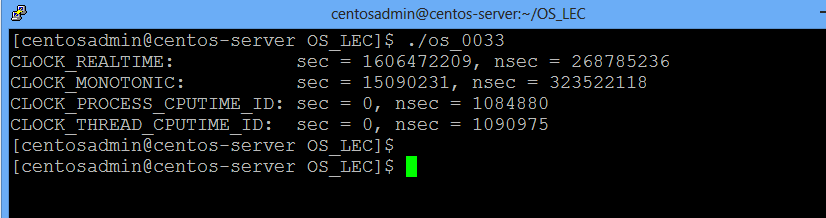 centosadmin@centos-server:~/OS_LEC
[centosadmin@centos-server OS_LEC]$ ./os_0033
CLOCK_REALTIME:           sec = 1606472209, nsec = 268785236
CLOCK_MONOTONIC:          sec = 15090231, nsec = 323522118
CLOCK_PROCESS_CPUTIME_ID: sec = 0, nsec = 1084880
CLOCK_THREAD_CPUTIME_ID:  sec = 0, nsec = 1090975
[centosadmin@centos-server OS_LEC]$
[centosadmin@centos-server OS_LEC]$